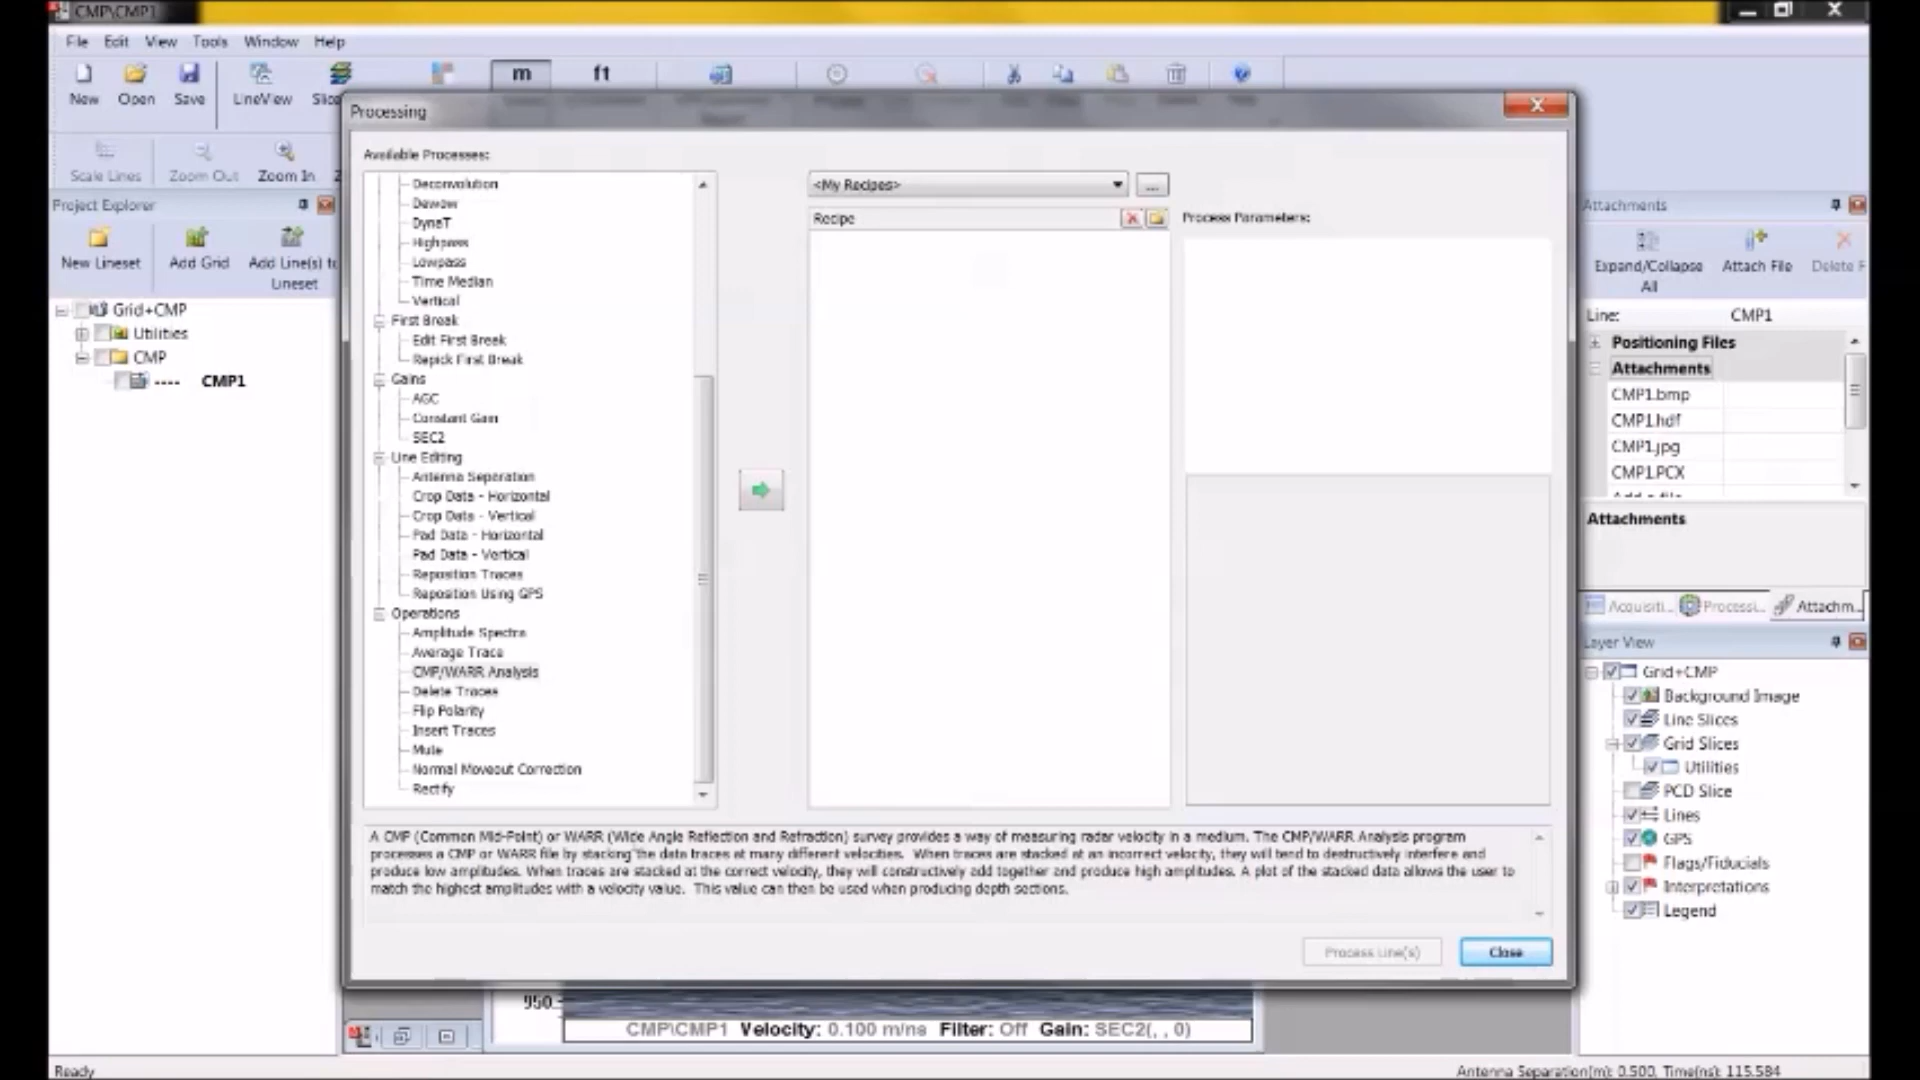 CMP\CMP1
File Edit View Tools Window Help
m ft
New Open Save LineView Slice
Scale Lines Zoom Out Zoom In
Project Explorer
New Lineset Add Grid Add Line(s) to
Lineset
Grid+CMP
Utilities
CMP
---- CMP1
Processing
Available Processes:
Deconvolution
Dewow
DynaT
Highpass
Lowpass
Time Median
Vertical
First Break
Edit First Break
Repick First Break
Gains
AGC
Constant Gain
SEC2
Line Editing
Antenna Separation
Crop Data - Horizontal
Crop Data - Vertical
Pad Data - Horizontal
Pad Data - Vertical
Reposition Traces
Reposition Using GPS
Operations
Amplitude Spectra
Average Trace
CMP/WARR Analysis
Delete Traces
Flip Polarity
Insert Traces
Mute
Normal Moveout Correction
Rectify
<My Recipes>
...
Recipe
Process Parameters:
A CMP (Common Mid-Point) or WARR (Wide Angle Reflection and Refraction) survey provides a way of measuring radar velocity in a medium. The CMP/WARR Analysis program
processes a CMP or WARR file by stacking the data traces at many different velocities. When traces are stacked at an incorrect velocity, they will tend to destructively interfere and
produce low amplitudes. When traces are stacked at the correct velocity, they will constructively add together and produce high amplitudes. A plot of the stacked data allows the user to
match the highest amplitudes with a velocity value. This value can then be used when producing depth sections.
Process Line(s) Close
950
CMP\CMP1 Velocity: 0.100 m/ns Filter: Off Gain: SEC2(, , 0)
Attachments
Expand/Collapse
All
Attach File
Delete F
Line: CMP1
Positioning Files
Attachments
CMP1.bmp
CMP1.hdf
CMP1.jpg
CMP1.PCX
Attachments
Acquisiti... Processi... Attachm...
Layer View
Grid+CMP
Background Image
Line Slices
Grid Slices
Utilities
PCD Slice
Lines
GPS
Flags/Fiducials
Interpretations
Legend
Ready
Antenna Separation(m): 0.500, Time(ns): 115.584